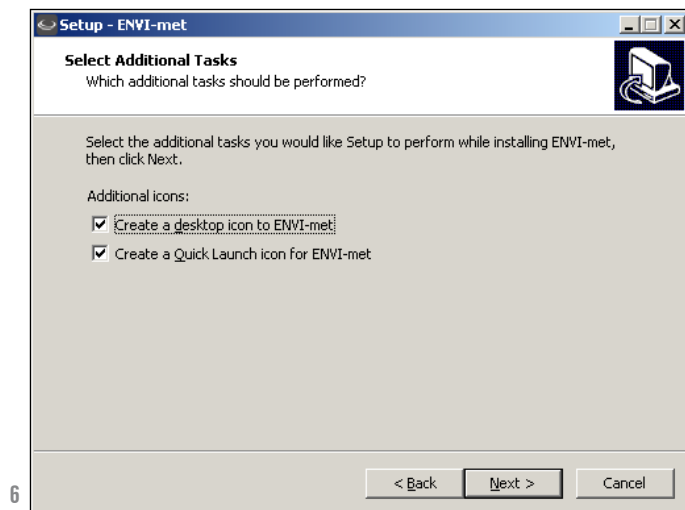 Setup - ENVI-met
Select Additional Tasks
Which additional tasks should be performed?
Select the additional tasks you would like Setup to perform while installing ENVI-met,
then click Next.
Additional icons:
Create a desktop icon to ENVI-met
Create a Quick Launch icon for ENVI-met
< Back
Next >
Cancel
6